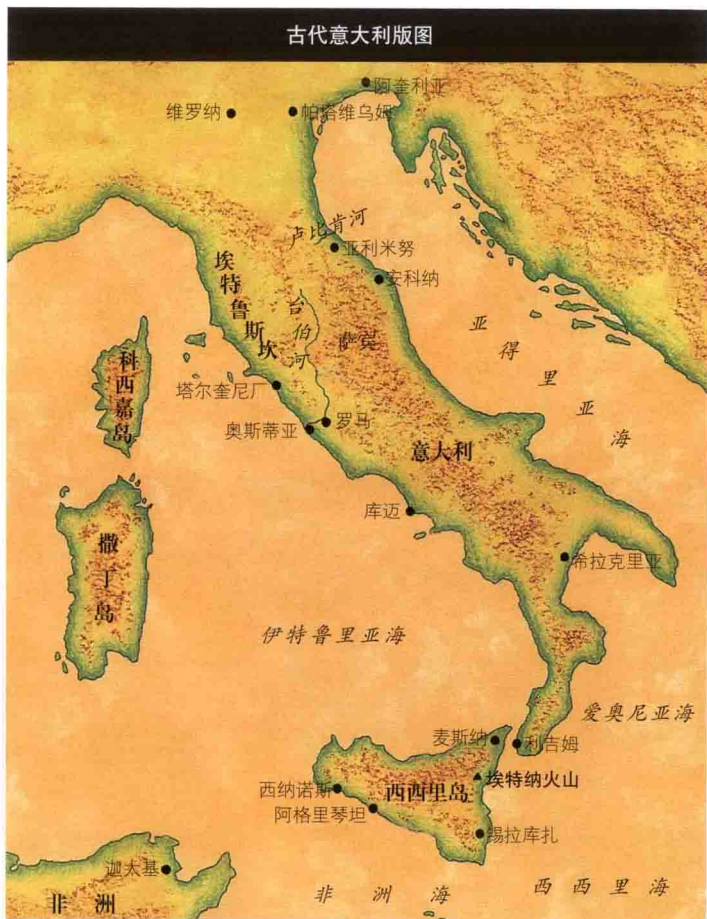 古代意大利版图
阿奎利亚
维罗纳
帕塔维乌姆
卢比肯河
亚利米努
安科纳
埃特鲁斯坎
台伯河
萨宾
亚得里亚海
科西嘉岛
塔尔奎尼厂
罗马
奥斯蒂亚
意大利
库迈
撒丁岛
希拉克里亚
伊特鲁里亚海
爱奥尼亚海
麦斯纳
利吉姆
埃特纳火山
西纳诺斯
西西里岛
阿格里琴坦
锡拉库扎
迦太基
非洲
非洲海
西西里海